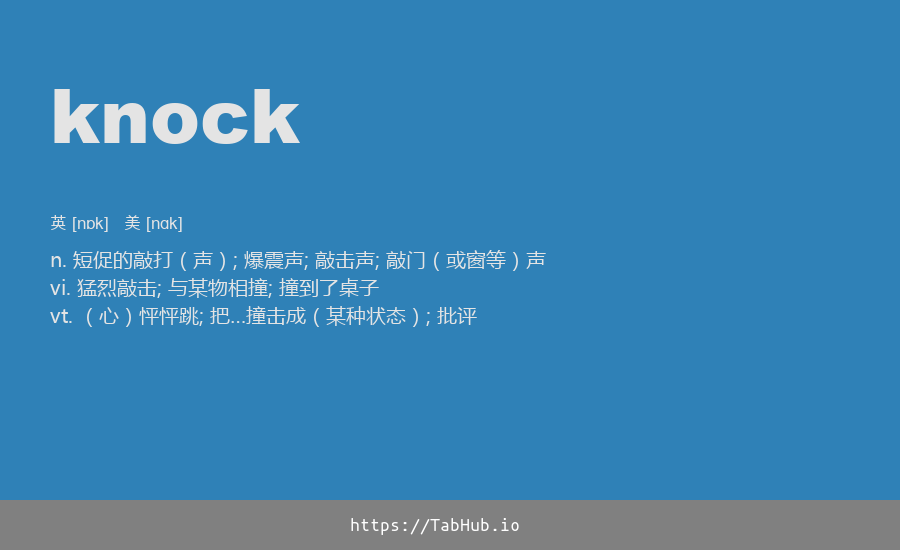 knock
英 [nɒk] 美 [nɑk]
n. 短促的敲打（声）; 爆震声; 敲击声; 敲门（或窗等）声
vi. 猛烈敲击; 与某物相撞; 撞到了桌子
vt. （心）怦怦跳; 把…撞击成（某种状态）; 批评
https://TabHub.io